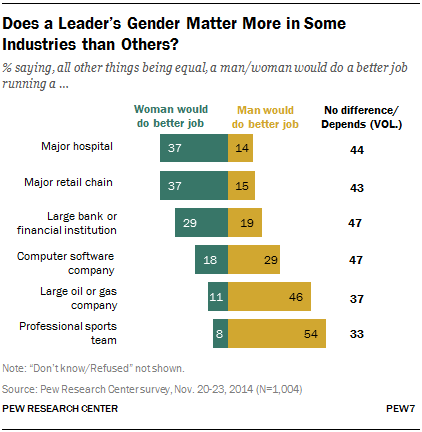 Does a Leader's Gender Matter More in Some
Industries than Others?
% saying, all other things being equal, a man/woman would do a better job
running a ...
Woman would
do better job
Man would
do better job
No difference/
Depends (VOL.)
Major hospital 37 14 44
Major retail chain 37 15 43
Large bank or
financial institution 29 19 47
Computer software
company 18 29 47
Large oil or gas
company 11 46 37
Professional sports
team 8 54 33
Note: "Don't know/Refused" not shown.
Source: Pew Research Center survey, Nov. 20-23, 2014 (N=1,004)
PEW RESEARCH CENTER PEW7